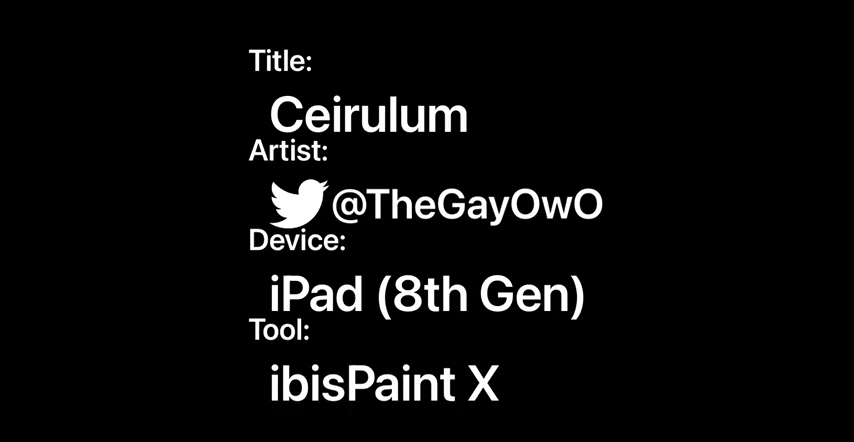 Title:
Ceirulum
Artist:
@TheGayOwO
Device:
iPad (8th Gen)
Tool:
ibisPaint X